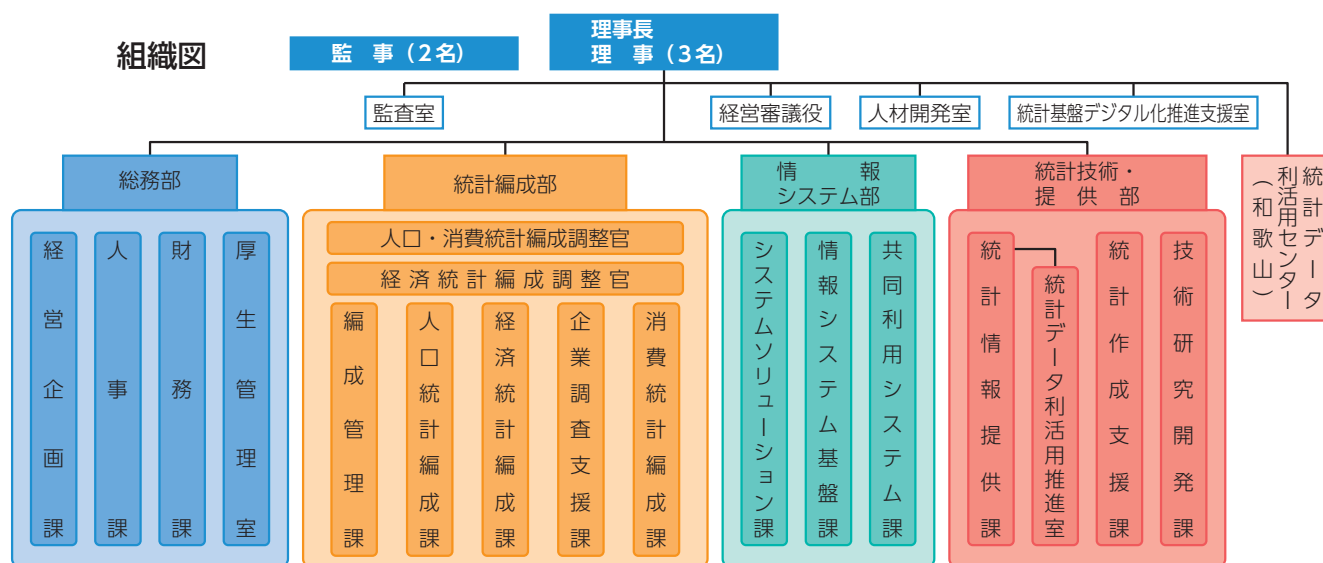 組織図
監　事（2名）
理事長
理　事（3名）
監査室
経営審議役
人材開発室
統計基盤デジタル化推進支援室
総務部
経営企画課
人事課
財務課
厚生管理室
統計編成部
人口・消費統計編成調整官
経済統計編成調整官
編成管理課
人口統計編成課
経済統計編成課
企業調査支援課
消費統計編成課
情　　報
システム部
システムソリューション課
情報システム基盤課
共同利用システム課
統計技術・
提　供　部
統計情報提供課
統計データ利活用推進室
統計作成支援課
技術研究開発課
統計データ
利活用センター
（和歌山）